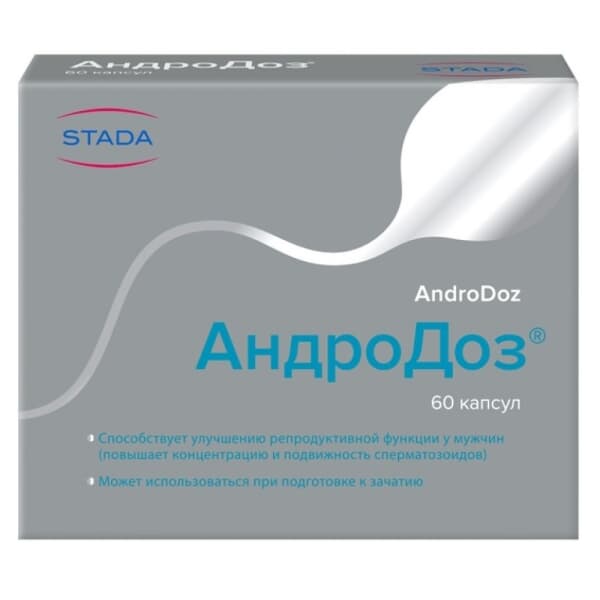 АндроДоз®
60 капсул
STADA
STADA
AndroDoz
АндроДоз®
60 капсул
Способствует улучшению репродуктивной функции у мужчин
(повышает концентрацию и подвижность сперматозоидов)
Может использоваться при подготовке к зачатию